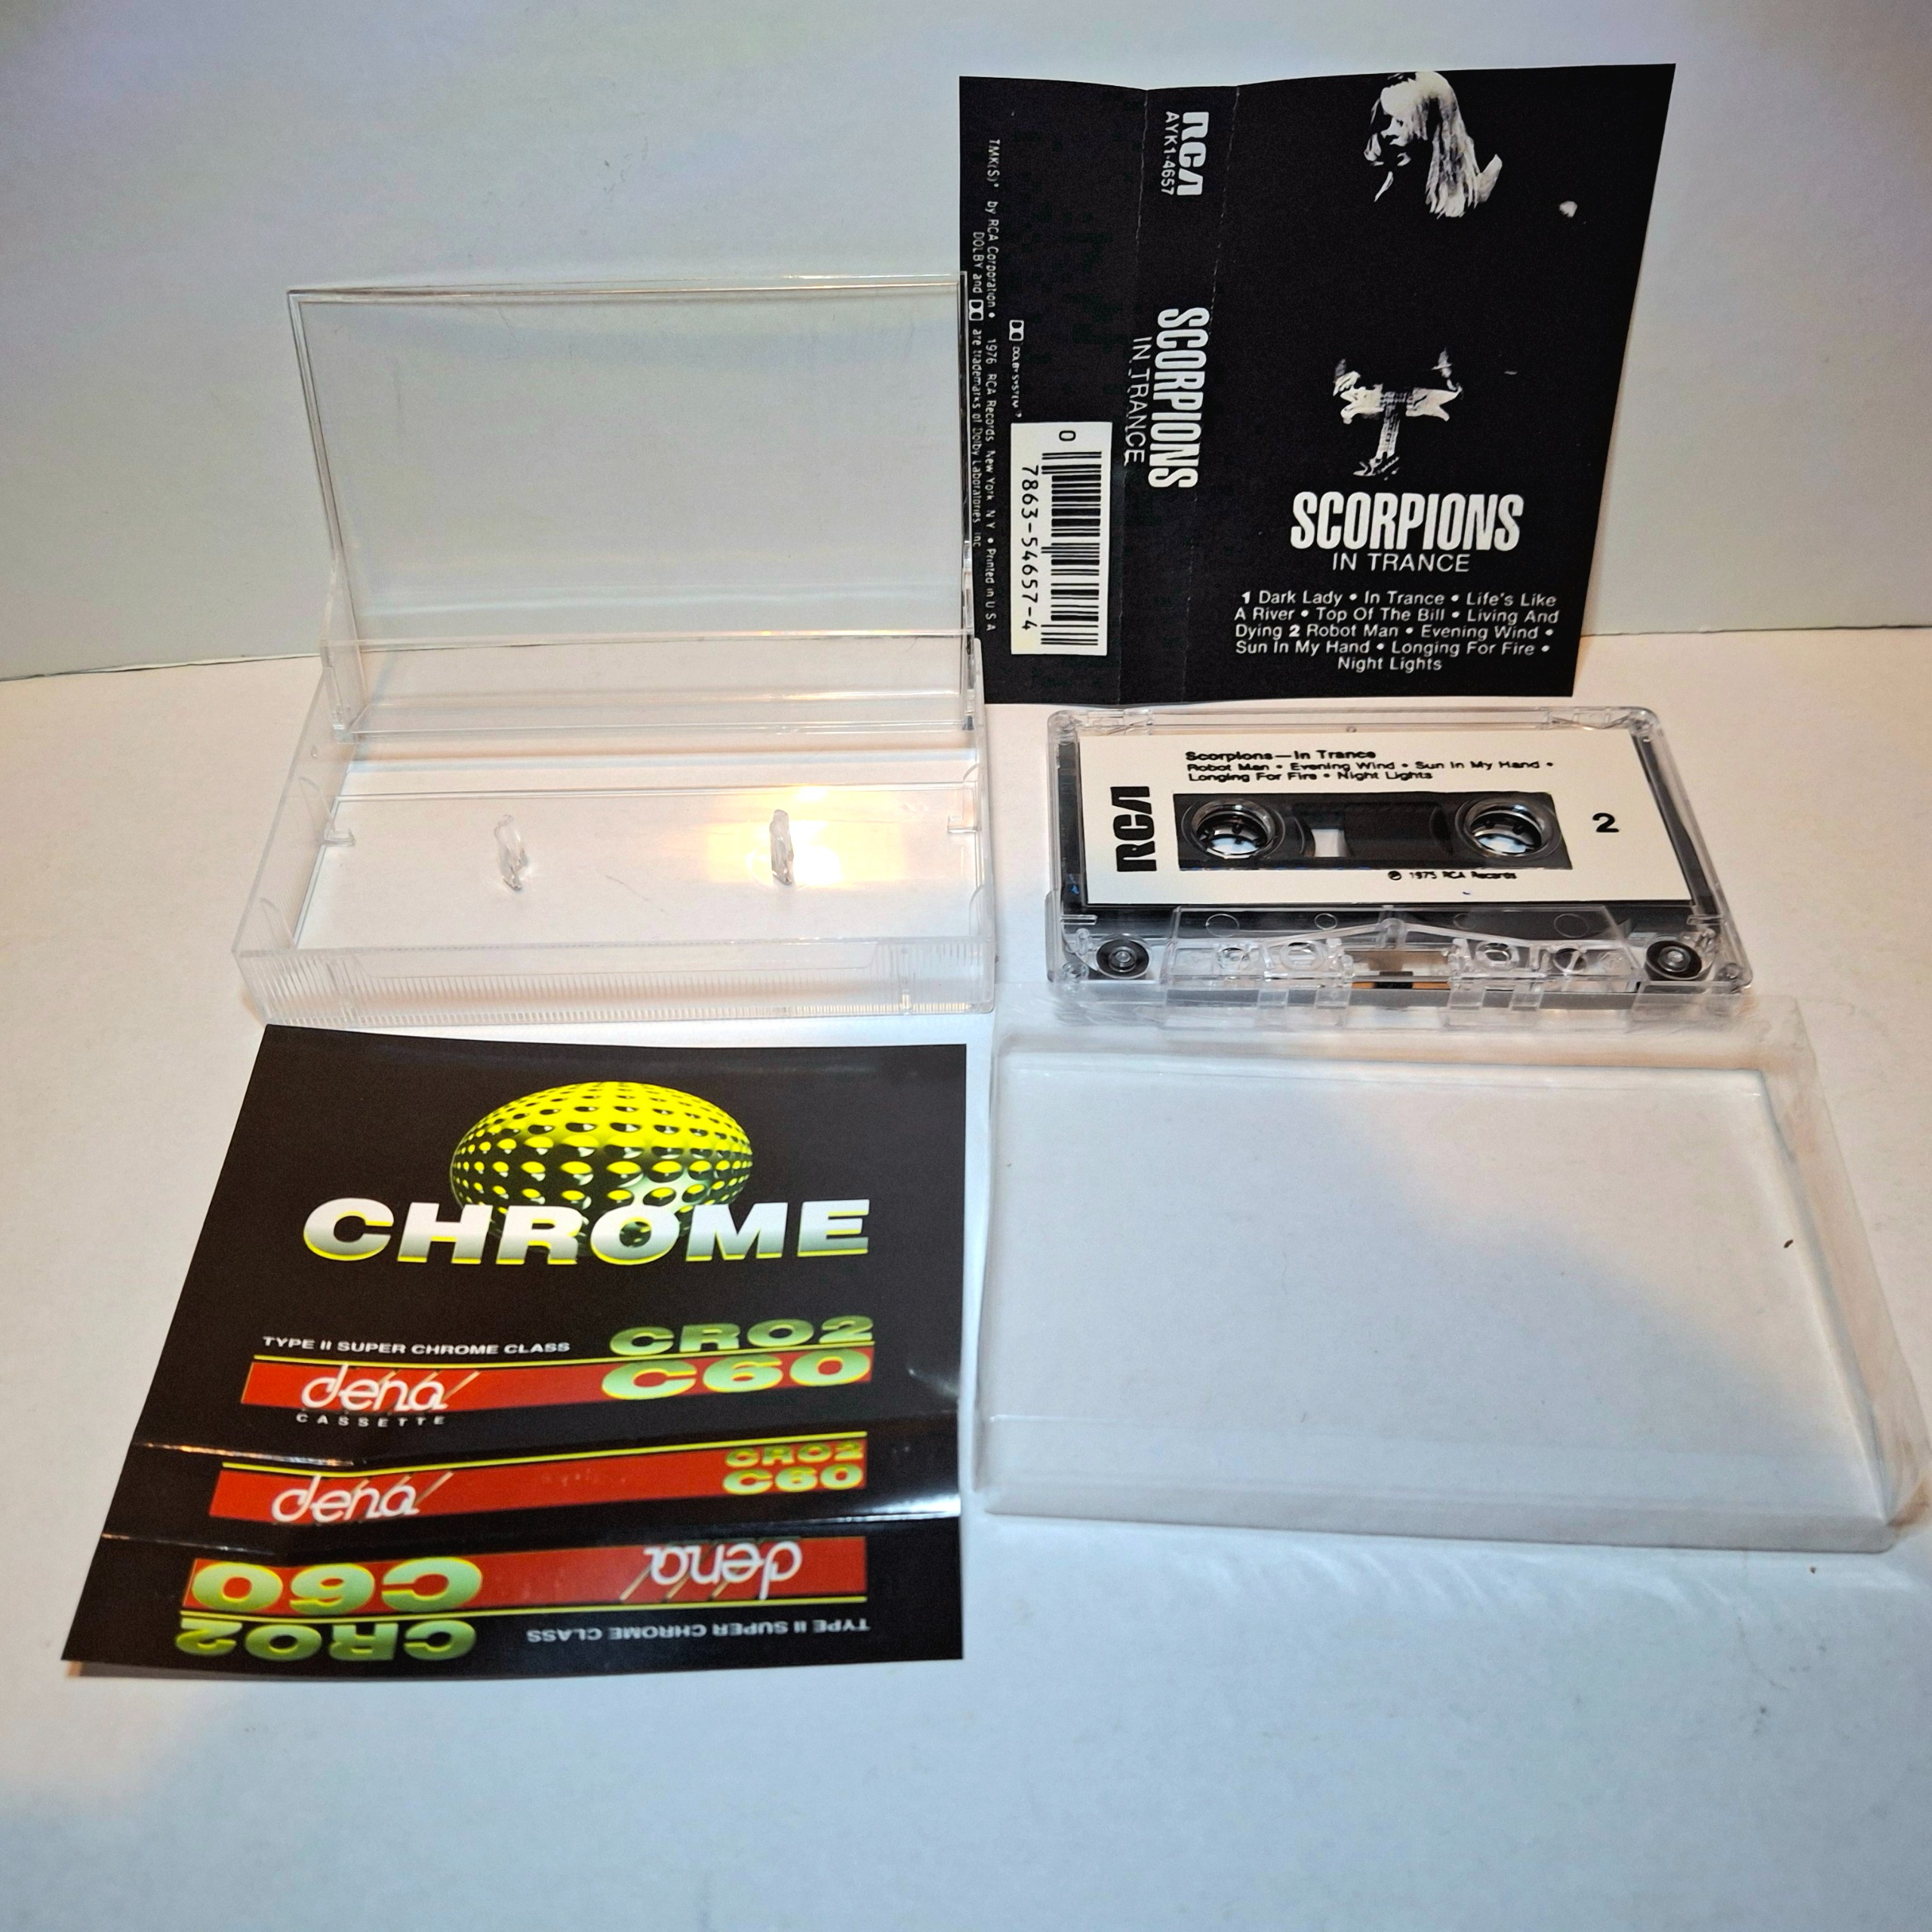 RCA
AYK1-4657
SCORPIONS
IN TRANCE
TMK(S)® by RCA Corporation • 1976 RCA Records New York N Y • Printed in U S A
DOLBY and are trademarks of Dolby Laboratories Inc
DOLBY SYSTEM
0
7863-54657-4
SCORPIONS
IN TRANCE
1 Dark Lady • In Trance • Life's Like
A River • Top Of The Bill • Living And
Dying 2 Robot Man • Evening Wind •
Sun In My Hand • Longing For Fire •
Night Lights
Scorpions—In Trance
Robot Man • Evening Wind • Sun In My Hand •
Longing For Fire • Night Lights
RCA
2
℗ 1975 RCA Records
CHROME
TYPE II SUPER CHROME CLASS
CRO2
C60
dena
CASSETTE
CRO2
C60
dena
dena
C60
TYPE II SUPER CHROME CLASS
CRO2